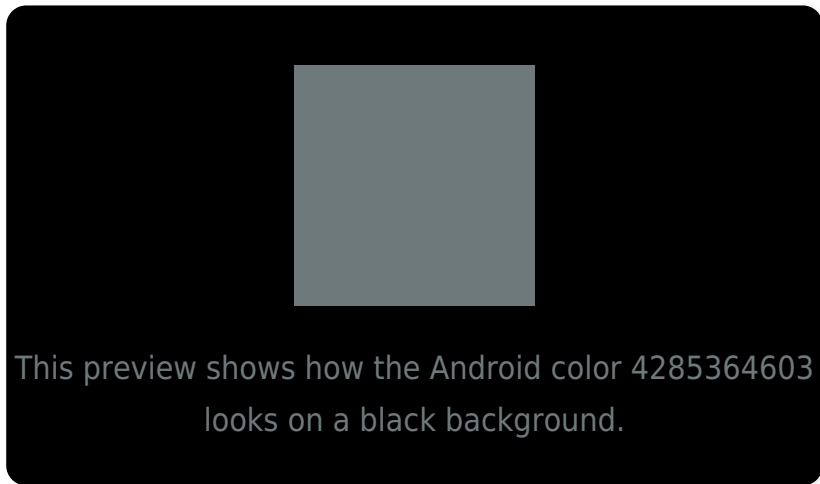 This preview shows how the Android color 4285364603
looks on a black background.